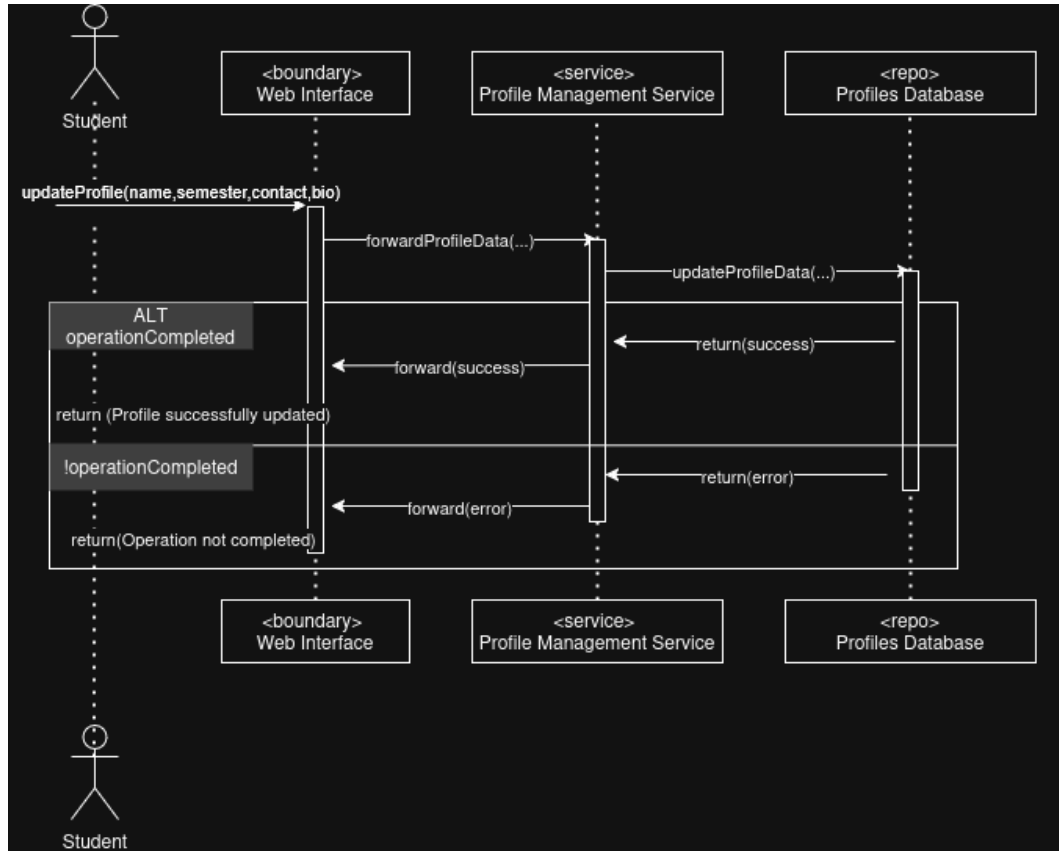 Student
<boundary>
Web Interface
<service>
Profile Management Service
<repo>
Profiles Database
updateProfile(name,semester,contact,bio)
forwardProfileData(...)
updateProfileData(...)
ALT
operationCompleted
return(success)
forward(success)
return (Profile successfully updated)
!operationCompleted
return(error)
forward(error)
return(Operation not completed)
<boundary>
Web Interface
<service>
Profile Management Service
<repo>
Profiles Database
Student